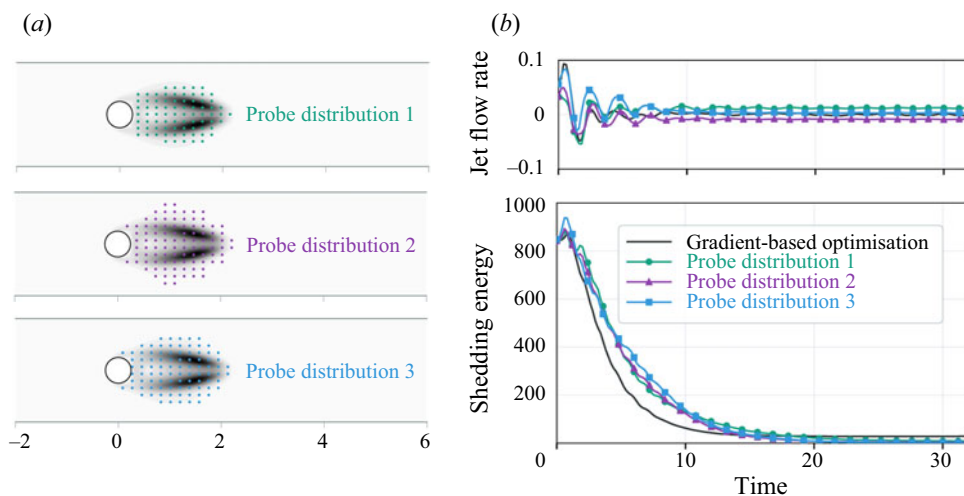 (a)
Probe distribution 1
Probe distribution 2
Probe distribution 3
–2 0 2 4 6
(b)
Jet flow rate
0.1
0
–0.1
Shedding energy
1000
800
600
400
200
0
Gradient-based optimisation
Probe distribution 1
Probe distribution 2
Probe distribution 3
10 20 30
Time